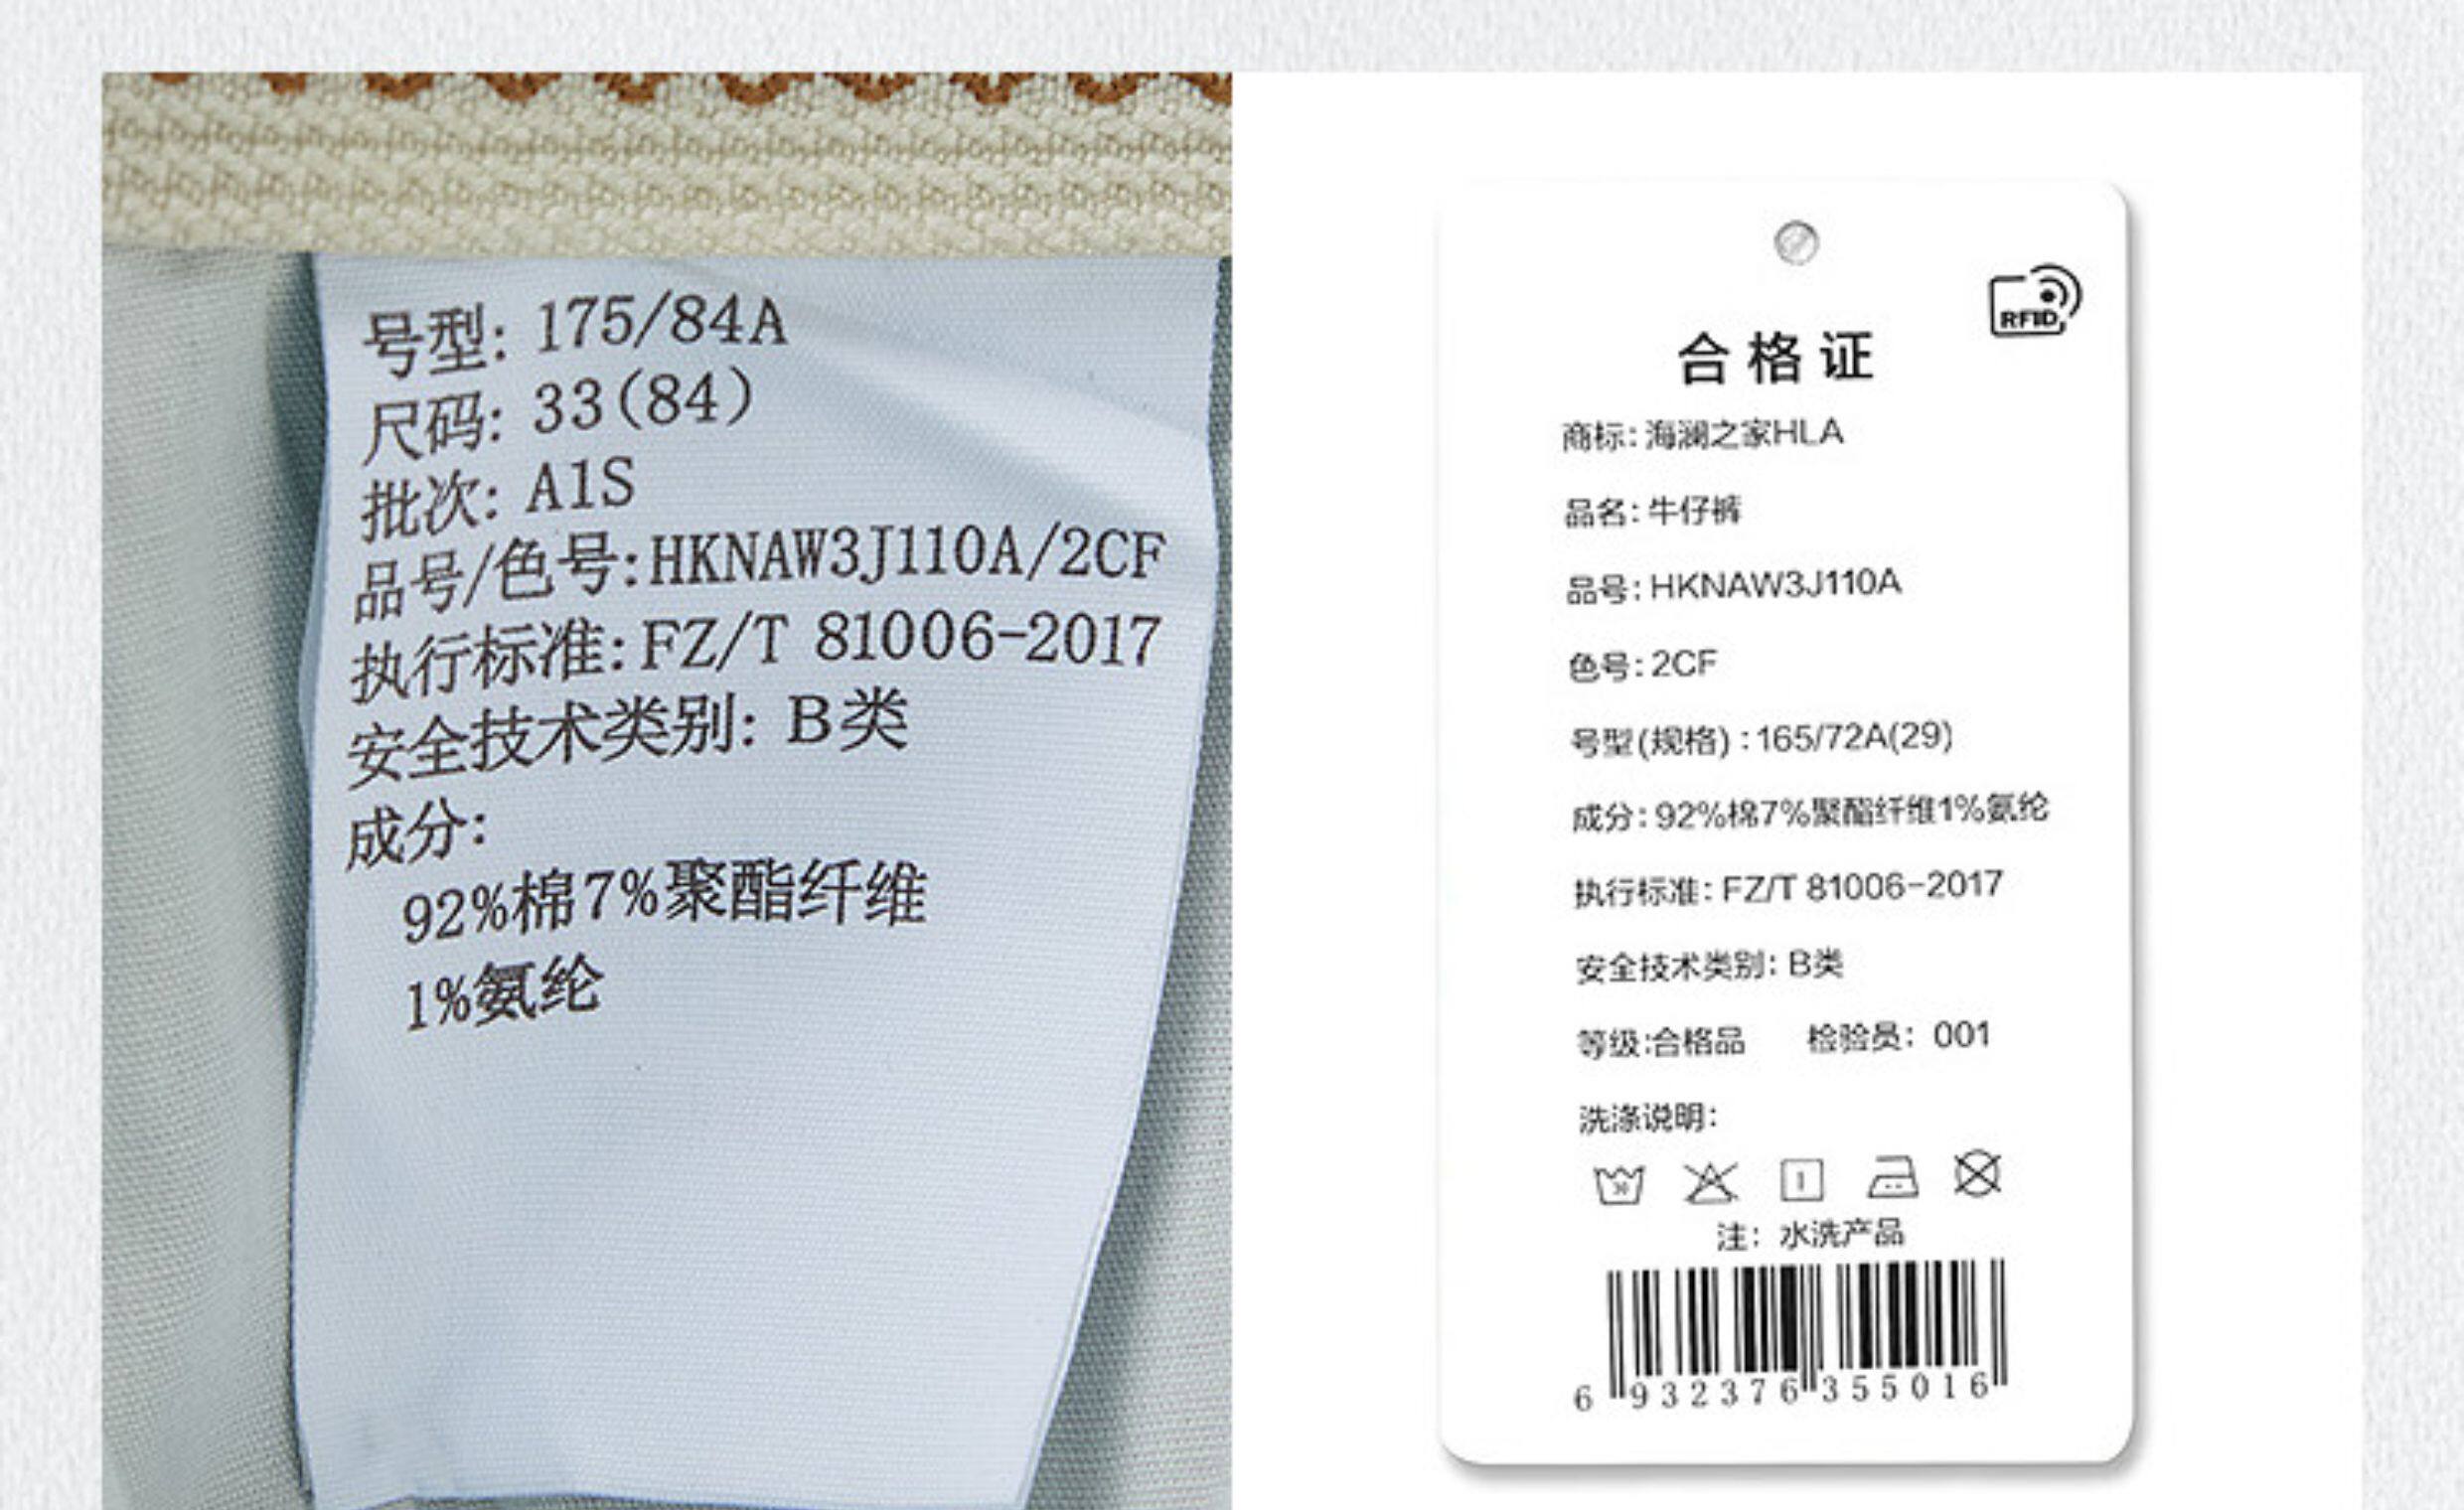 号型: 175/84A
尺码: 33(84)
批次: A1S
品号/色号:HKNAW3J110A/2CF
执行标准:FZ/T 81006-2017
安全技术类别: B类
成分:
92%棉7%聚酯纤维
1%氨纶
RFID
合格证
商标:海澜之家HLA
品名:牛仔裤
品号:HKNAW3J110A
色号:2CF
号型(规格):165/72A(29)
成分:92%棉7%聚酯纤维1%氨纶
执行标准:FZ/T 81006-2017
安全技术类别: B类
等级:合格品 检验员: 001
洗涤说明:
30
注: 水洗产品
6 932376 355016